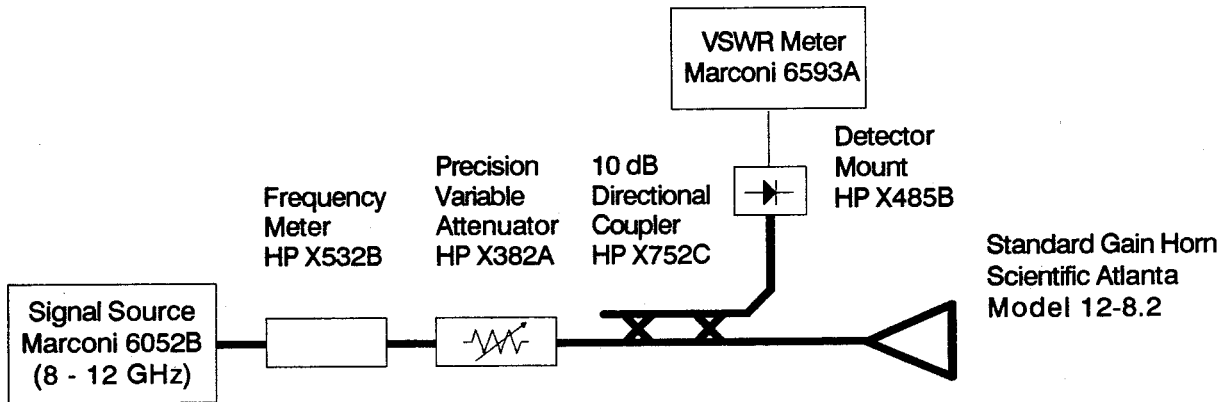 VSWR Meter
Marconi 6593A
Detector
Mount
HP X485B
Frequency
Meter
HP X532B
Precision
Variable
Attenuator
HP X382A
10 dB
Directional
Coupler
HP X752C
Standard Gain Horn
Scientific Atlanta
Model 12-8.2
Signal Source
Marconi 6052B
(8 - 12 GHz)